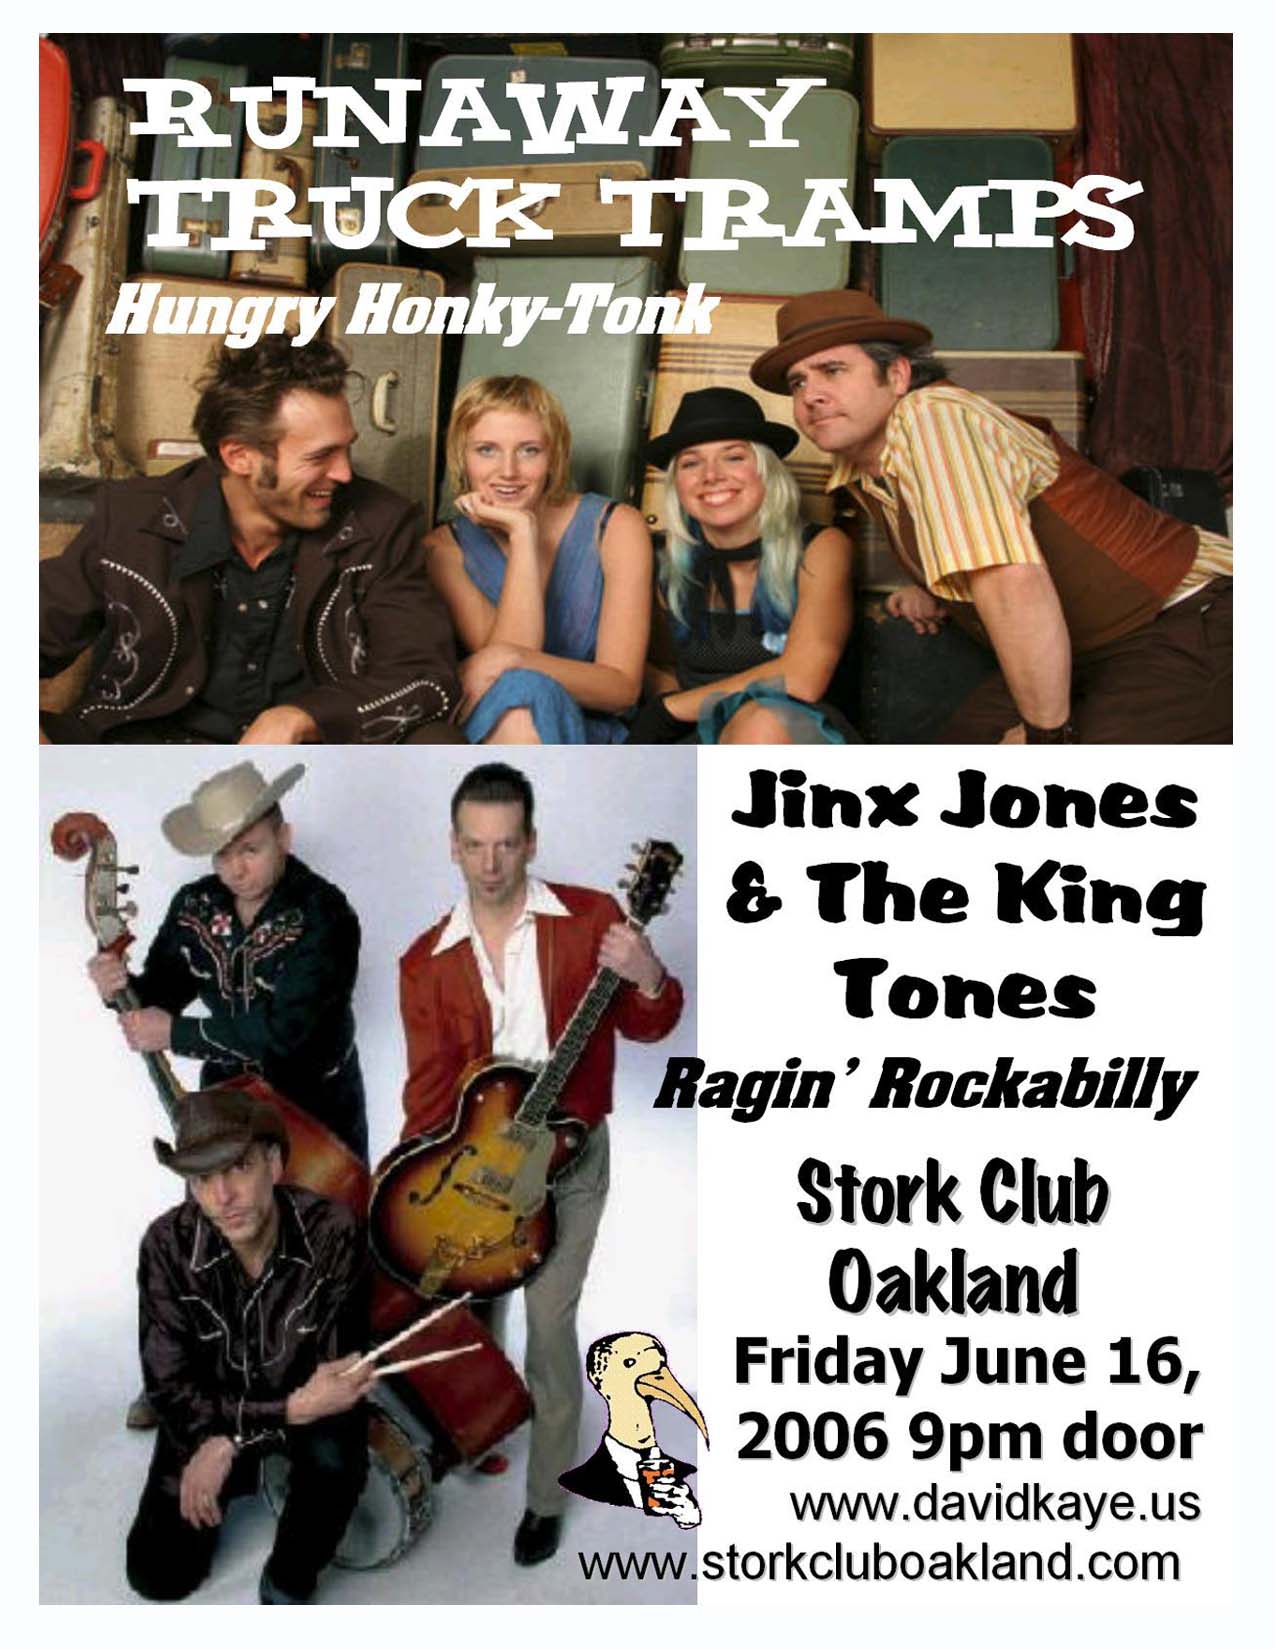 RUNAWAY
TRUCK TRAMPS
Hungry Honky-Tonk
Jinx Jones
& The King
Tones
Ragin' Rockabilly
Stork Club
Oakland
Friday June 16,
2006 9pm door
www.davidkaye.us
www.storkcluboakland.com